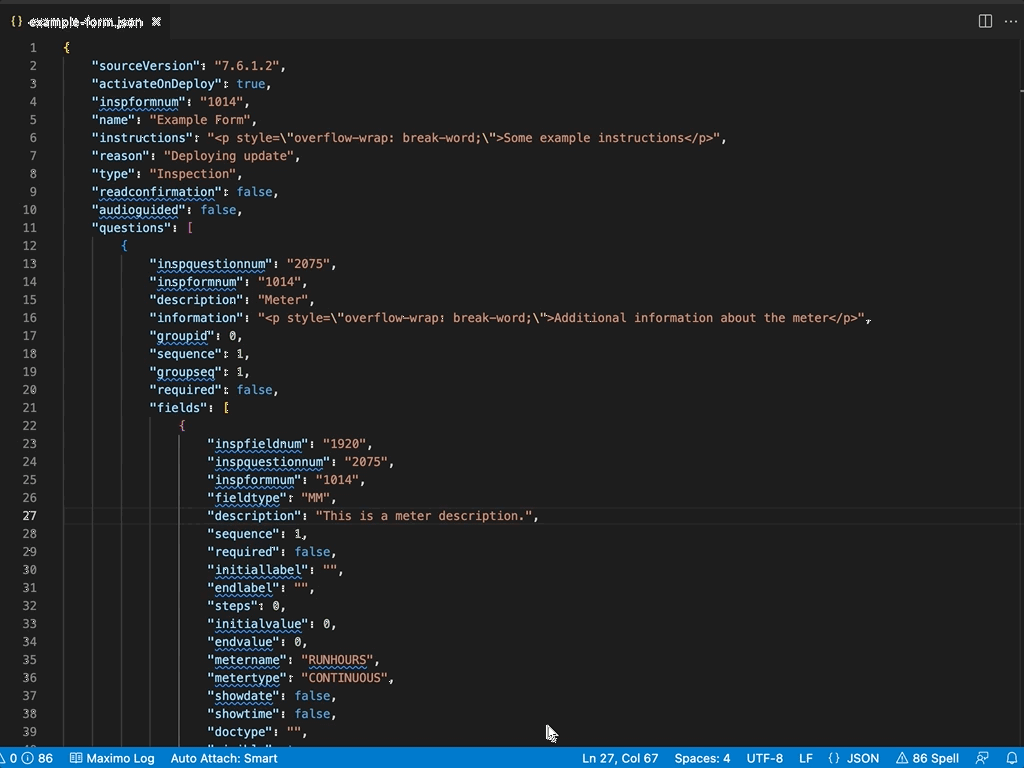 {} example-form.json
1 {
2 "sourceVersion": "7.6.1.2",
3 "activateOnDeploy": true,
4 "inspformnum": "1014",
5 "name": "Example Form",
6 "instructions": "<p style=\"overflow-wrap: break-word;\">Some example instructions</p>",
7 "reason": "Deploying update",
8 "type": "Inspection",
9 "readconfirmation": false,
10 "audioguided": false,
11 "questions": [
12 {
13 "inspquestionnum": "2075",
14 "inspformnum": "1014",
15 "description": "Meter",
16 "information": "<p style=\"overflow-wrap: break-word;\">Additional information about the meter</p>",
17 "groupid": 0,
18 "sequence": 1,
19 "groupseq": 1,
20 "required": false,
21 "fields": [
22 {
23 "inspfieldnum": "1920",
24 "inspquestionnum": "2075",
25 "inspformnum": "1014",
26 "fieldtype": "MM",
27 "description": "This is a meter description.",
28 "sequence": 1,
29 "required": false,
30 "initiallabel": "",
31 "endlabel": "",
32 "steps": 0,
33 "initialvalue": 0,
34 "endvalue": 0,
35 "metername": "RUNHOURS",
36 "metertype": "CONTINUOUS",
37 "showdate": false,
38 "showtime": false,
39 "doctype": "",
0 86 Maximo Log Auto Attach: Smart Ln 27, Col 67 Spaces: 4 UTF-8 LF {} JSON 86 Spell